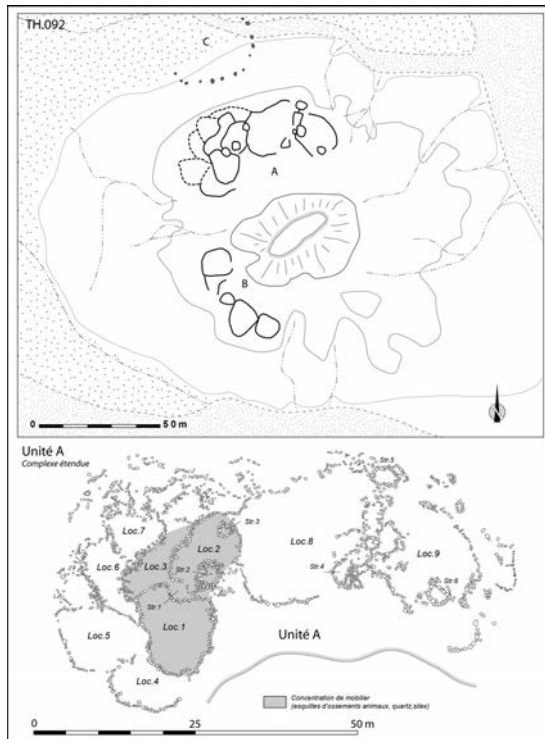 TH.092
C
A
B
N
0 50m
Unité A
Complexe étendue
Str.5
Loc.7
Str.3
Loc.2
Loc.8
Loc.3
Loc.9
Loc.6
Str.2
Str.4
Str.6
Str.1
Loc.1
Loc.5
Unité A
Loc.4
Concentration de mobilier
(esquilles d'ossements animaux, quartz,silex)
0 25 50 m